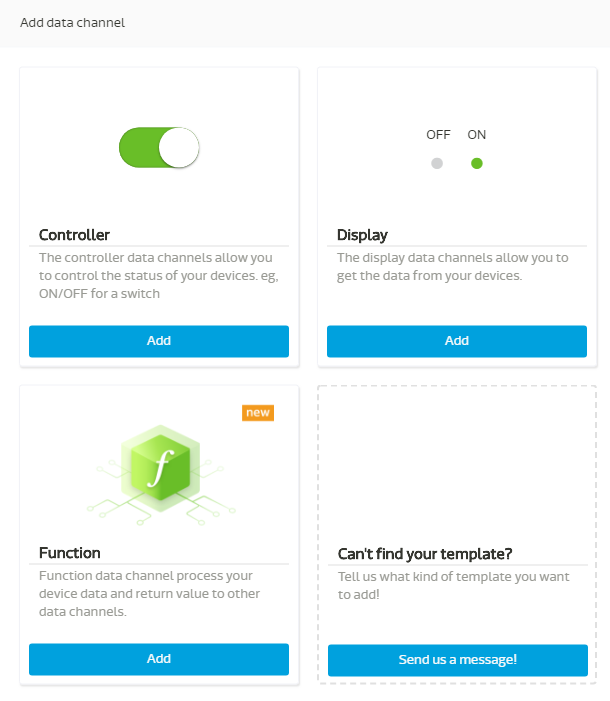 Add data channel
OFF ON
Controller
The controller data channels allow you
to control the status of your devices. eg,
ON/OFF for a switch
Add
Display
The display data channels allow you to
get the data from your devices.
Add
new
f
Function
Function data channel process your
device data and return value to other
data channels.
Add
Can't find your template?
Tell us what kind of template you want
to add!
Send us a message!